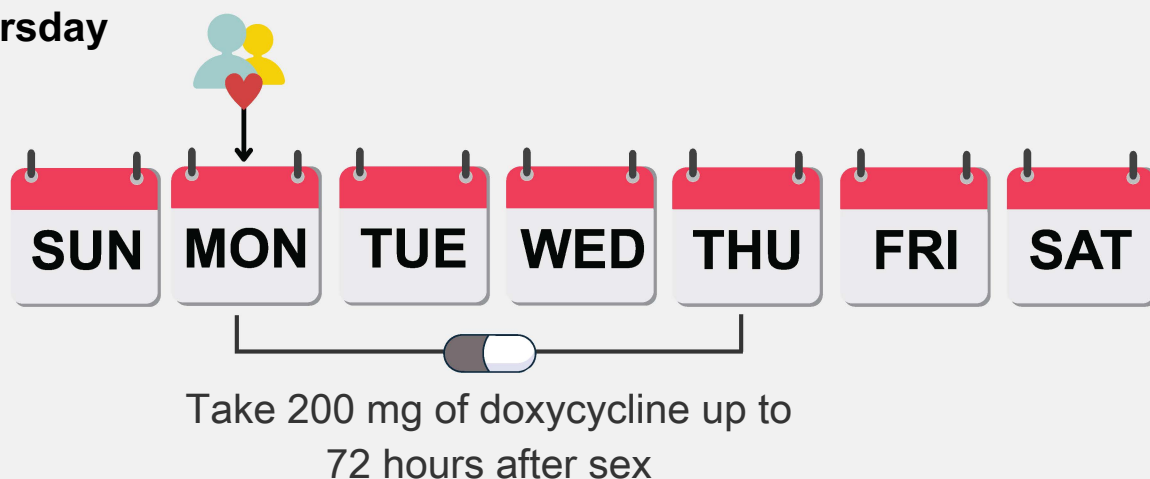 rsday
SUN MON TUE WED THU FRI SAT
Take 200 mg of doxycycline up to
72 hours after sex